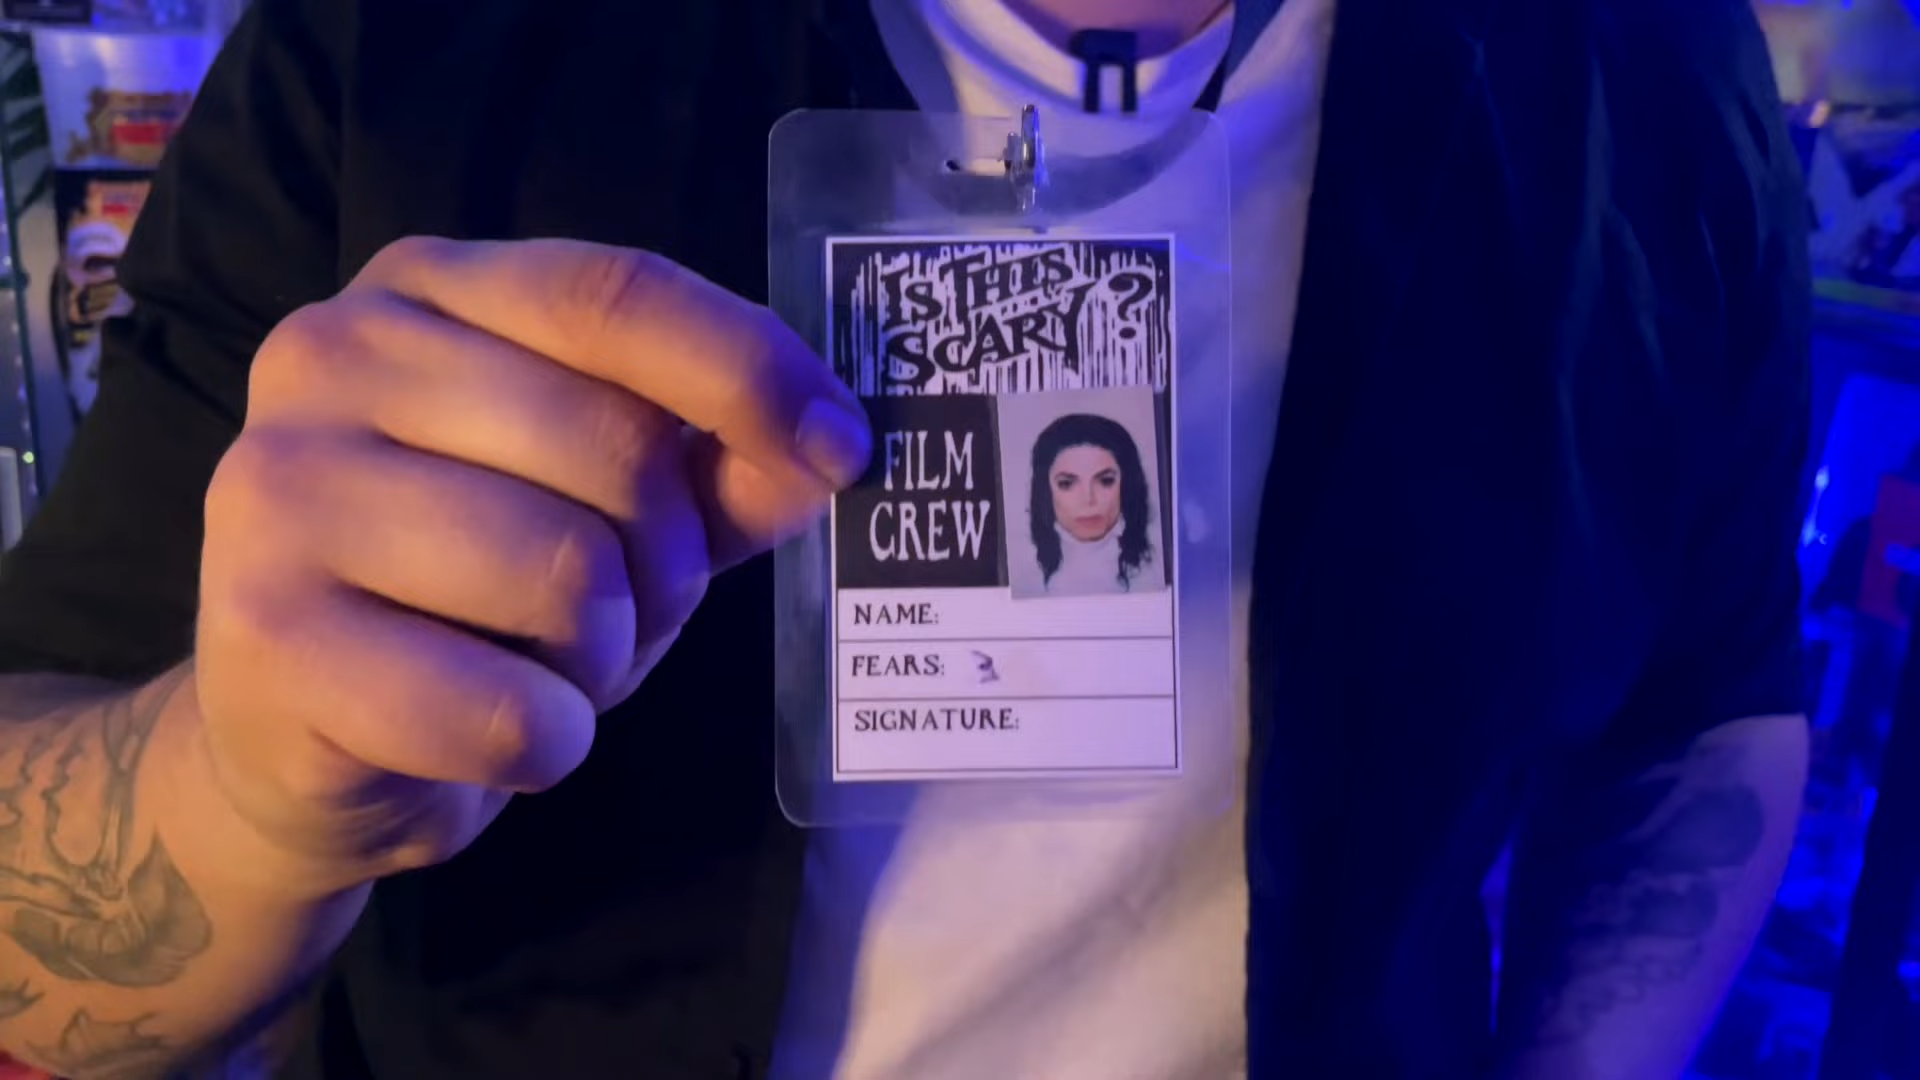 IS THIS
SCARY?
FILM
CREW
NAME:
FEARS:
SIGNATURE: